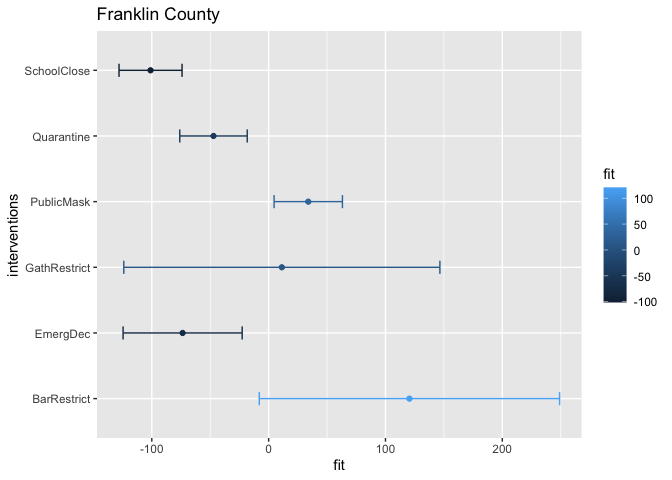 Franklin County
SchoolClose
Quarantine
PublicMask
GathRestrict
EmergDec
BarRestrict
interventions
-100
0
100
200
fit
fit
100
50
0
-50
-100